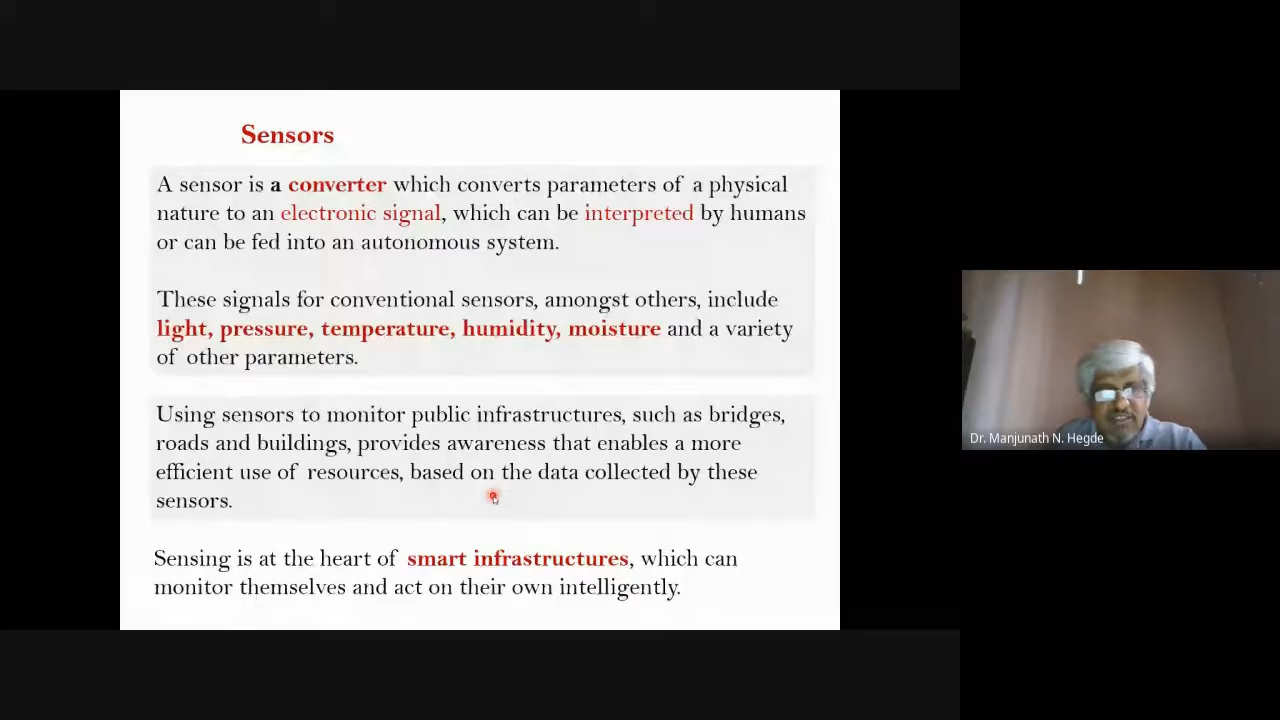 Sensors
A sensor is a converter which converts parameters of a physical
nature to an electronic signal, which can be interpreted by humans
or can be fed into an autonomous system.
These signals for conventional sensors, amongst others, include
light, pressure, temperature, humidity, moisture and a variety
of other parameters.
Using sensors to monitor public infrastructures, such as bridges,
roads and buildings, provides awareness that enables a more
efficient use of resources, based on the data collected by these
sensors.
Sensing is at the heart of smart infrastructures, which can
monitor themselves and act on their own intelligently.
Dr. Manjunath N. Hegde